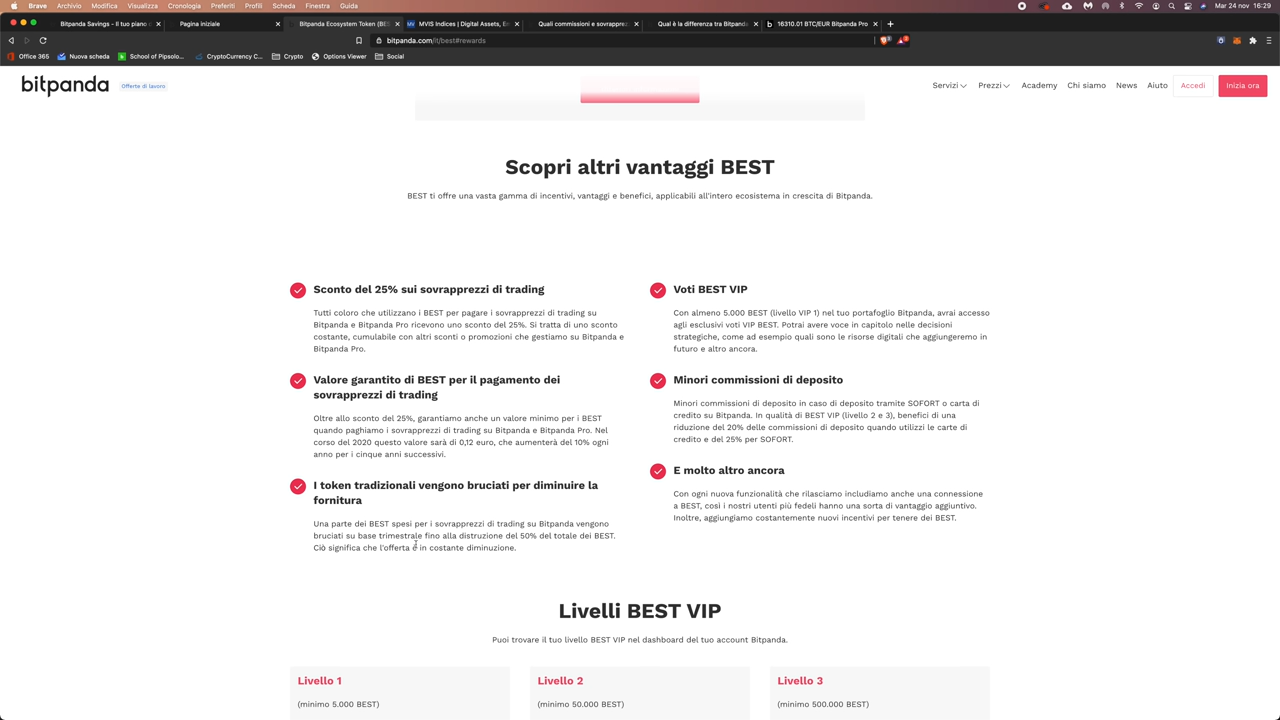 Brave Archivio Modifica Visualizza Cronologia Preferiti Profili Scheda Finestra Guida Mar 24 nov 16:29
Bitpanda Savings - Il tuo piano Pagina iniziale Bitpanda Ecosystem Token (BES MVIS Indices | Digital Assets, E Quali commissioni e sovrapprez Qual è la differenza tra Bitpanda 16310.01 BTC/EUR Bitpanda Pro
bitpanda.com/it/best#rewards
Office 365 Nuova scheda School of Pipsolo... CryptoCurrency C... Crypto Options Viewer Social
bitpanda Offerte di lavoro Servizi Prezzi Academy Chi siamo News Aiuto Accedi Inizia ora
Scopri altri vantaggi BEST
BEST ti offre una vasta gamma di incentivi, vantaggi e benefici, applicabili all'intero ecosistema in crescita di Bitpanda.
Sconto del 25% sui sovrapprezzi di trading
Tutti coloro che utilizzano i BEST per pagare i sovrapprezzi di trading su
Bitpanda e Bitpanda Pro ricevono uno sconto del 25%. Si tratta di uno sconto
costante, cumulabile con altri sconti o promozioni che gestiamo su Bitpanda e
Bitpanda Pro.
Valore garantito di BEST per il pagamento dei
sovrapprezzi di trading
Oltre allo sconto del 25%, garantiamo anche un valore minimo per i BEST
quando paghiamo i sovrapprezzi di trading su Bitpanda e Bitpanda Pro. Nel
corso del 2020 questo valore sarà di 0,12 euro, che aumenterà del 10% ogni
anno per i cinque anni successivi.
I token tradizionali vengono bruciati per diminuire la
fornitura
Una parte dei BEST spesi per i sovrapprezzi di trading su Bitpanda vengono
bruciati su base trimestrale fino alla distruzione del 50% del totale dei BEST.
Ciò significa che l'offerta è in costante diminuzione.
Voti BEST VIP
Con almeno 5.000 BEST (livello VIP 1) nel tuo portafoglio Bitpanda, avrai accesso
agli esclusivi voti VIP BEST. Potrai avere voce in capitolo nelle decisioni
strategiche, come ad esempio quali sono le risorse digitali che aggiungeremo in
futuro e altro ancora.
Minori commissioni di deposito
Minori commissioni di deposito in caso di deposito tramite SOFORT o carta di
credito su Bitpanda. In qualità di BEST VIP (livello 2 e 3), benefici di una
riduzione del 20% delle commissioni di deposito quando utilizzi le carte di
credito e del 25% per SOFORT.
E molto altro ancora
Con ogni nuova funzionalità che rilasciamo includiamo anche una connessione
a BEST, così i nostri utenti più fedeli hanno una sorta di vantaggio aggiuntivo.
Inoltre, aggiungiamo costantemente nuovi incentivi per tenere dei BEST.
Livelli BEST VIP
Puoi trovare il tuo livello BEST VIP nel dashboard del tuo account Bitpanda.
Livello 1 Livello 2 Livello 3
(minimo 5.000 BEST) (minimo 50.000 BEST) (minimo 500.000 BEST)